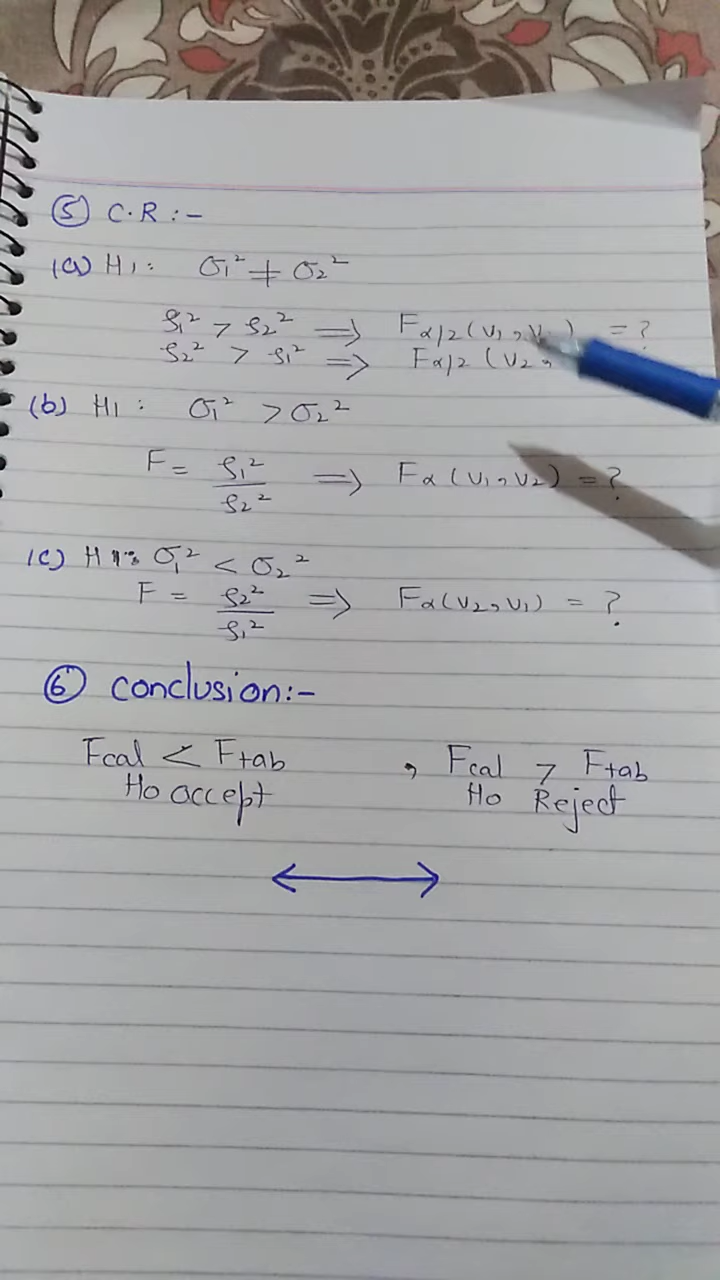 ⑤ C.R :-
(a) H1 : σ1² ≠ σ2²
S1² > S2² ⇒ Fα/2 (v1, v ) = ?
S2² > S1² ⇒ Fα/2 (v2,
(b) H1 : σ1² > σ2²
F = S1²/S2² ⇒ Fα (v1, v2) = ?
(c) H1: σ1² < σ2²
F = S2²/S1² ⇒ Fα (v2, v1) = ?
⑥ conclusion:-
Fcal < Ftab , Fcal > Ftab
Ho accept Ho Reject